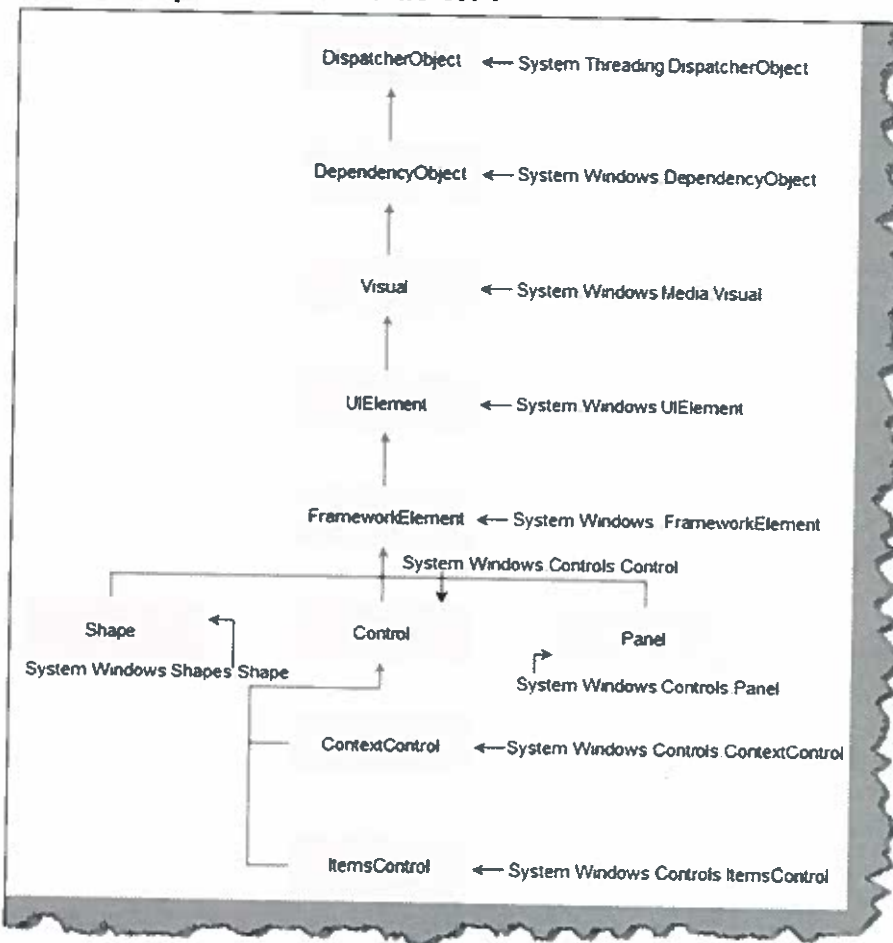 DispatcherObject ← System Threading DispatcherObject
DependencyObject ← System Windows DependencyObject
Visual ← System Windows Media Visual
UIElement ← System Windows UIElement
FrameworkElement ← System Windows FrameworkElement
System Windows Controls Control
Shape Control Panel
System Windows Shapes Shape
System Windows Controls Panel
ContextControl ← System Windows Controls ContextControl
ItemsControl ← System Windows Controls ItemsControl